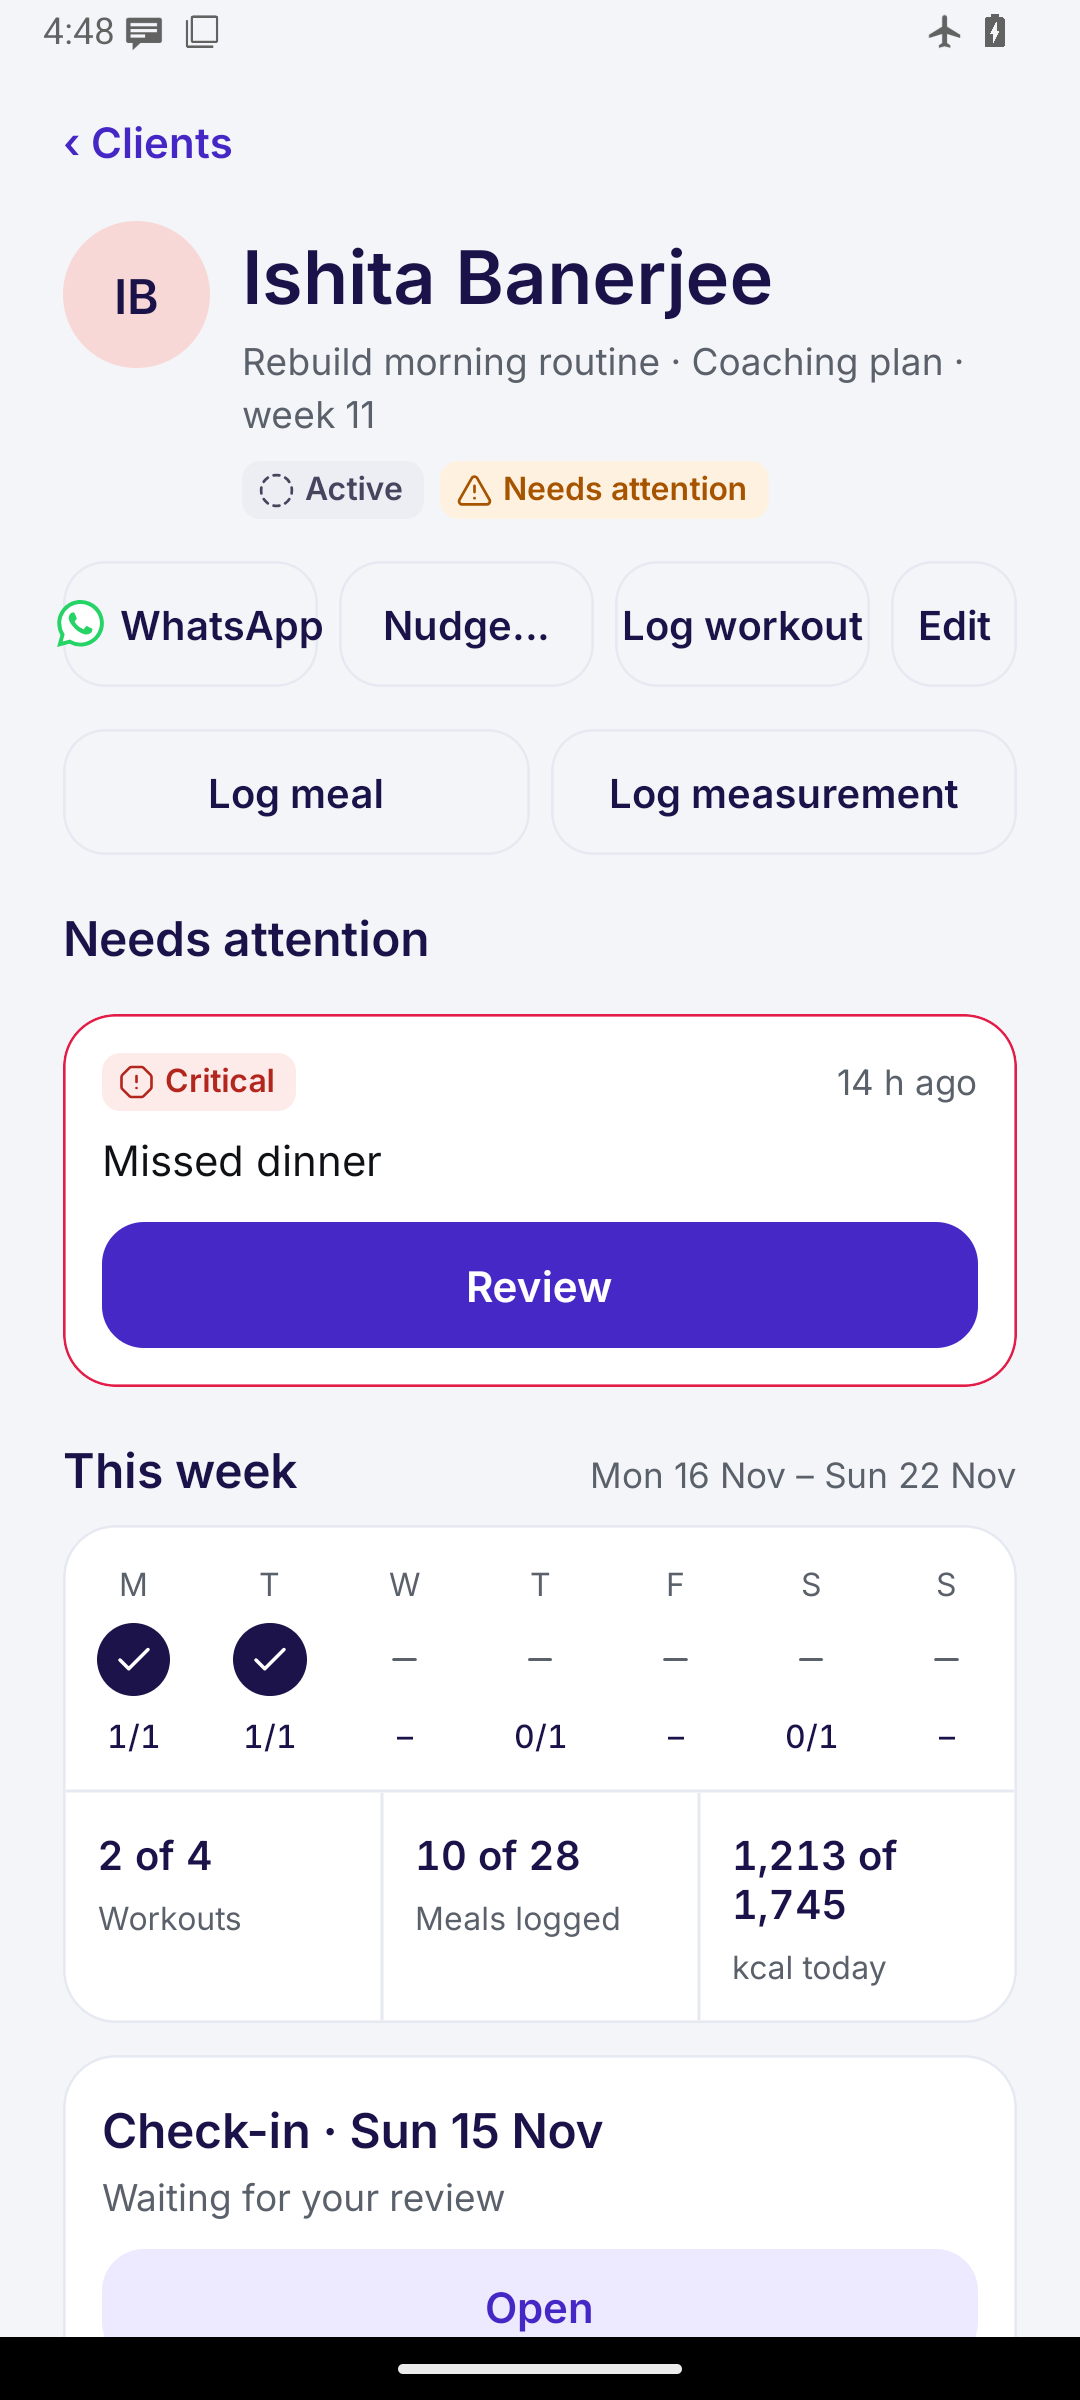 4:48
‹ Clients
IB
Ishita Banerjee
Rebuild morning routine · Coaching plan ·
week 11
Active
Needs attention
WhatsApp
Nudge...
Log workout
Edit
Log meal
Log measurement
Needs attention
Critical
14 h ago
Missed dinner
Review
This week
Mon 16 Nov – Sun 22 Nov
M T W T F S S
– – – – –
1/1 1/1 – 0/1 – 0/1 –
2 of 4
Workouts
10 of 28
Meals logged
1,213 of
1,745
kcal today
Check-in · Sun 15 Nov
Waiting for your review
Open